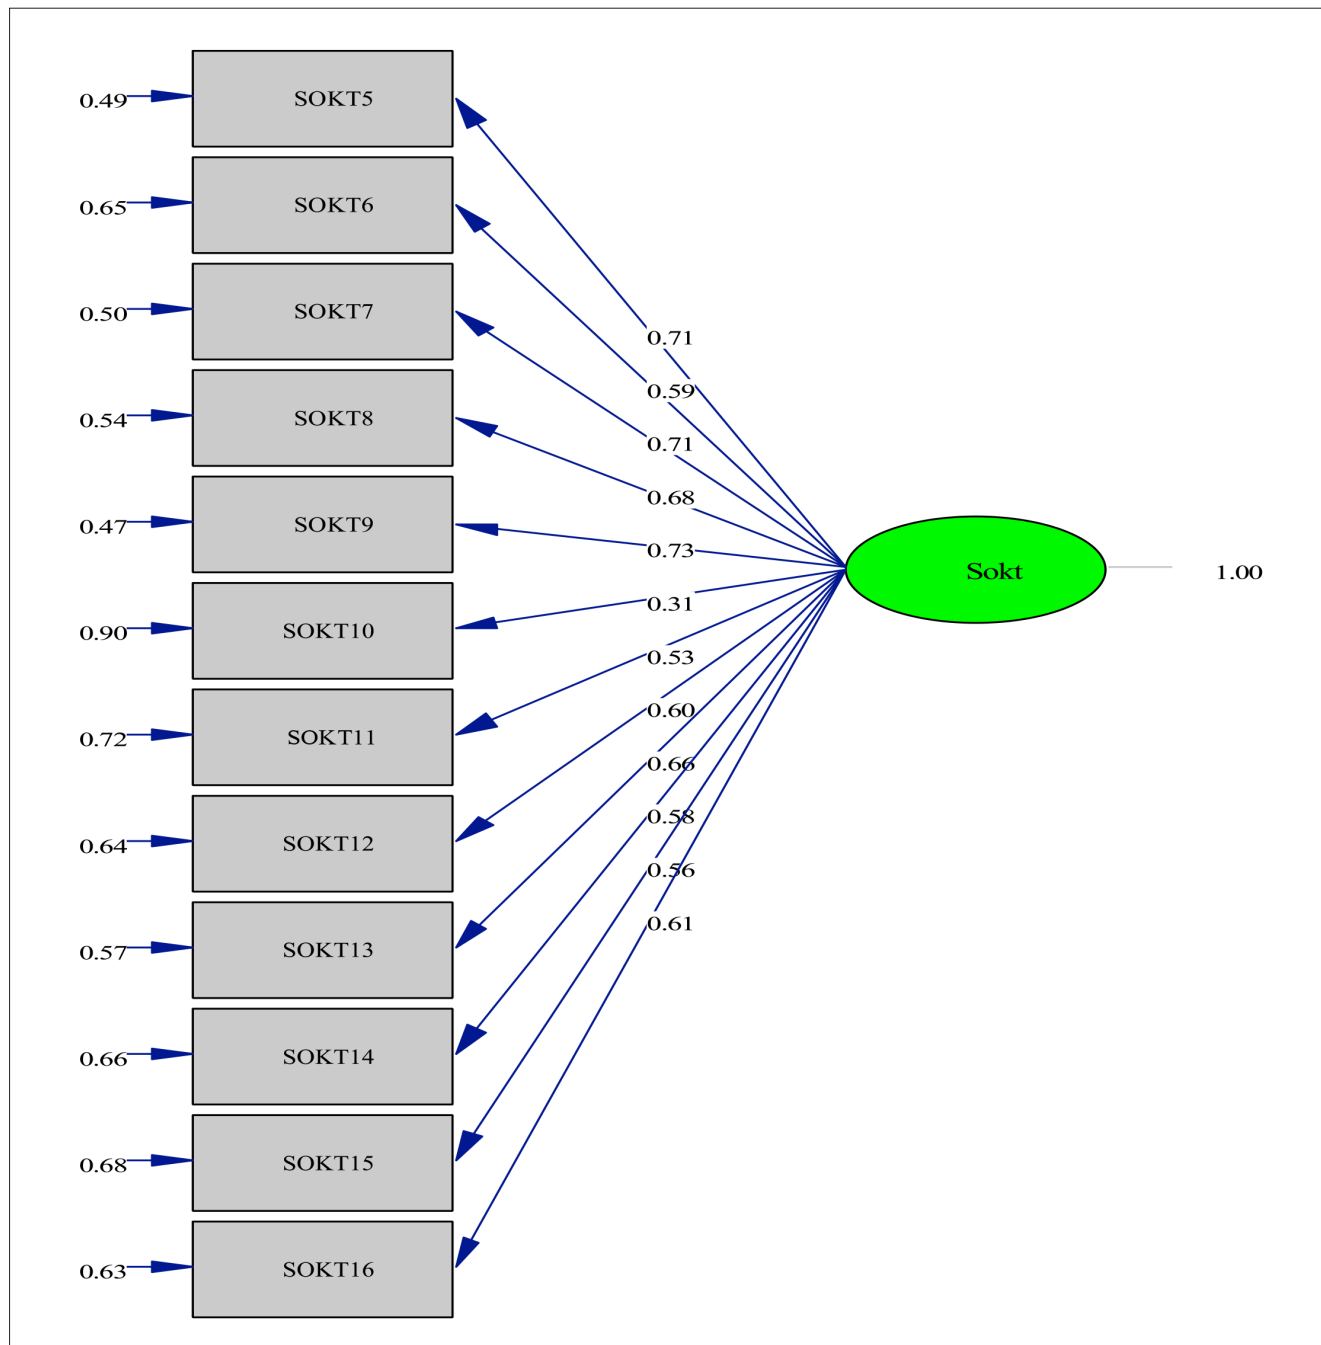 0.49 SOKT5
0.65 SOKT6
0.50 SOKT7
0.71
0.59
0.54 SOKT8
0.71
0.68
0.47 SOKT9
0.73
Sokt 1.00
0.31
0.90 SOKT10
0.53
0.60
0.72 SOKT11
0.66
0.58
0.64 SOKT12
0.56
0.61
0.57 SOKT13
0.66 SOKT14
0.68 SOKT15
0.63 SOKT16